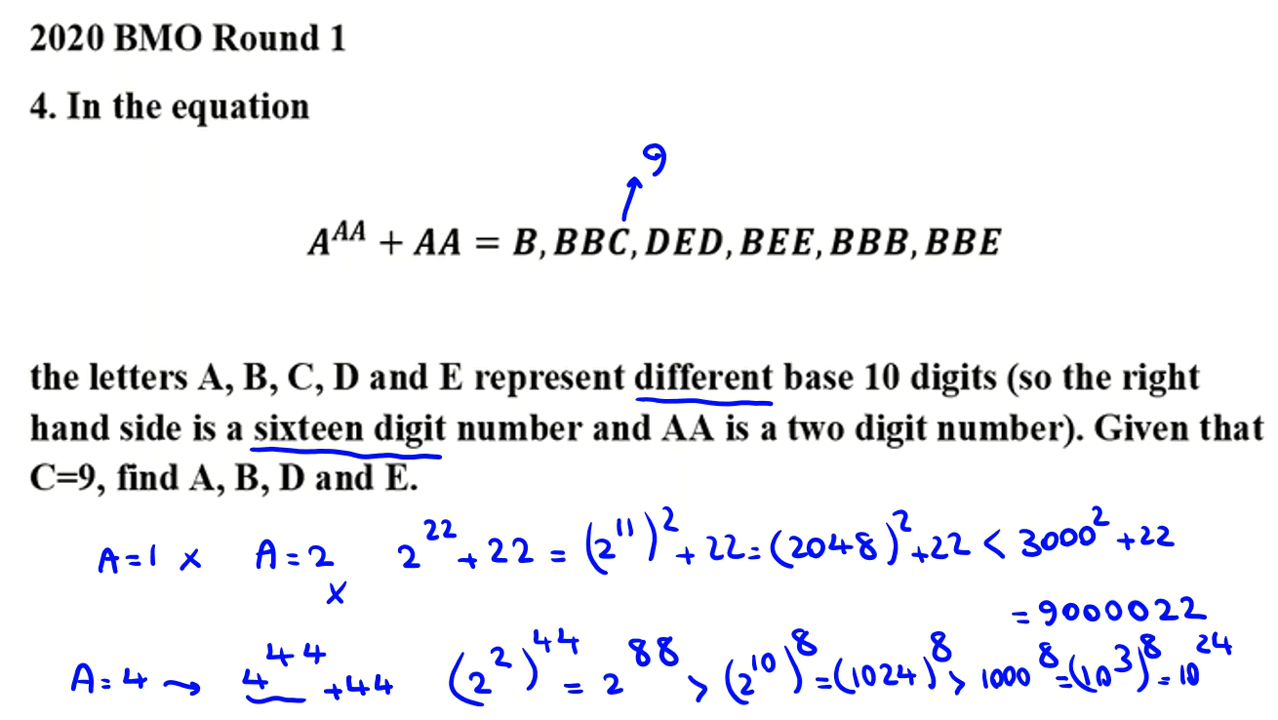 2020 BMO Round 1
4. In the equation
9
A^{AA} + AA = B, BBC, DED, BEE, BBB, BBE
the letters A, B, C, D and E represent different base 10 digits (so the right
hand side is a sixteen digit number and AA is a two digit number). Given that
C=9, find A, B, D and E.
A=1 x A=2 x 2^{22}+22 = (2^{11})^2+22 = (2048)^2+22 < 3000^2+22
= 9000022
A=4 → 4^{44}+44 (2^2)^{44} = 2^{88} > (2^{10})^8 = (1024)^8 > 1000^8 = (10^3)^8 = 10^{24}